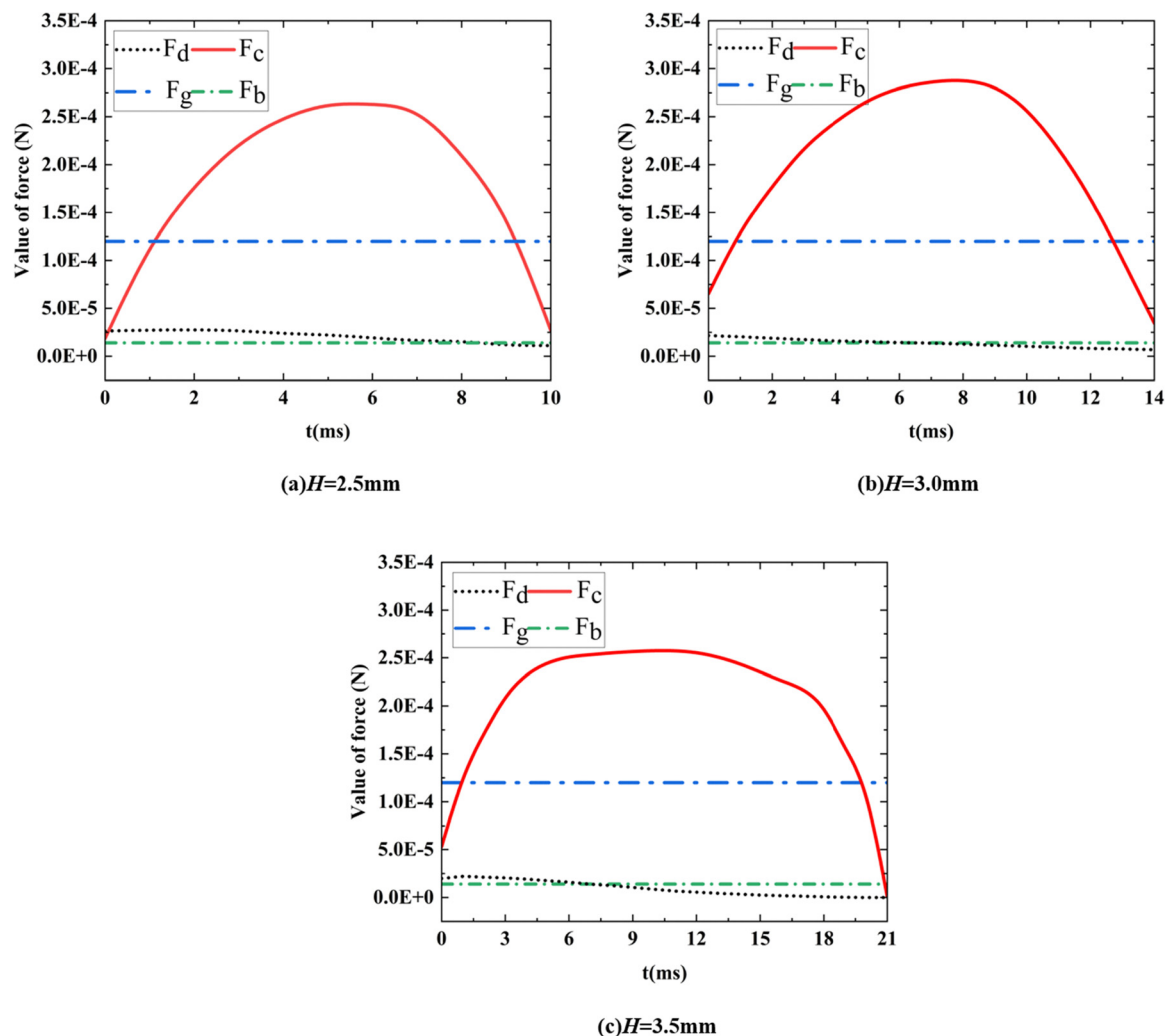 3.5E-4
3.0E-4
2.5E-4
2.0E-4
1.5E-4
1.0E-4
5.0E-5
0.0E+0
Value of force (N)
Fd Fc
Fg Fb
0 2 4 6 8 10
t(ms)
(a)H=2.5mm
3.5E-4
3.0E-4
2.5E-4
2.0E-4
1.5E-4
1.0E-4
5.0E-5
0.0E+0
Value of force (N)
Fd Fc
Fg Fb
0 2 4 6 8 10 12 14
t(ms)
(b)H=3.0mm
3.5E-4
3.0E-4
2.5E-4
2.0E-4
1.5E-4
1.0E-4
5.0E-5
0.0E+0
Value of force (N)
Fd Fc
Fg Fb
0 3 6 9 12 15 18 21
t(ms)
(c)H=3.5mm